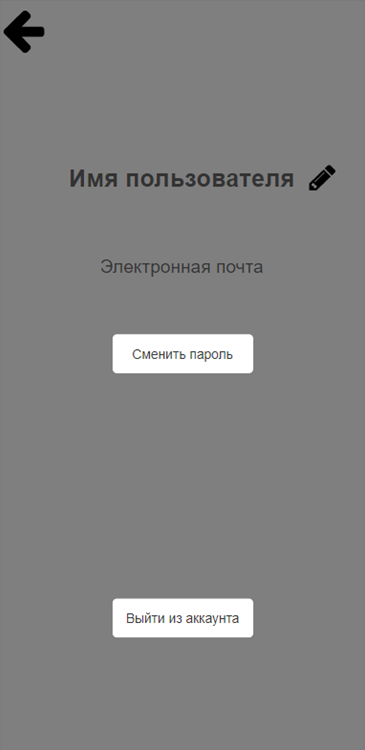 Имя пользователя
Электронная почта
Сменить пароль
Выйти из аккаунта